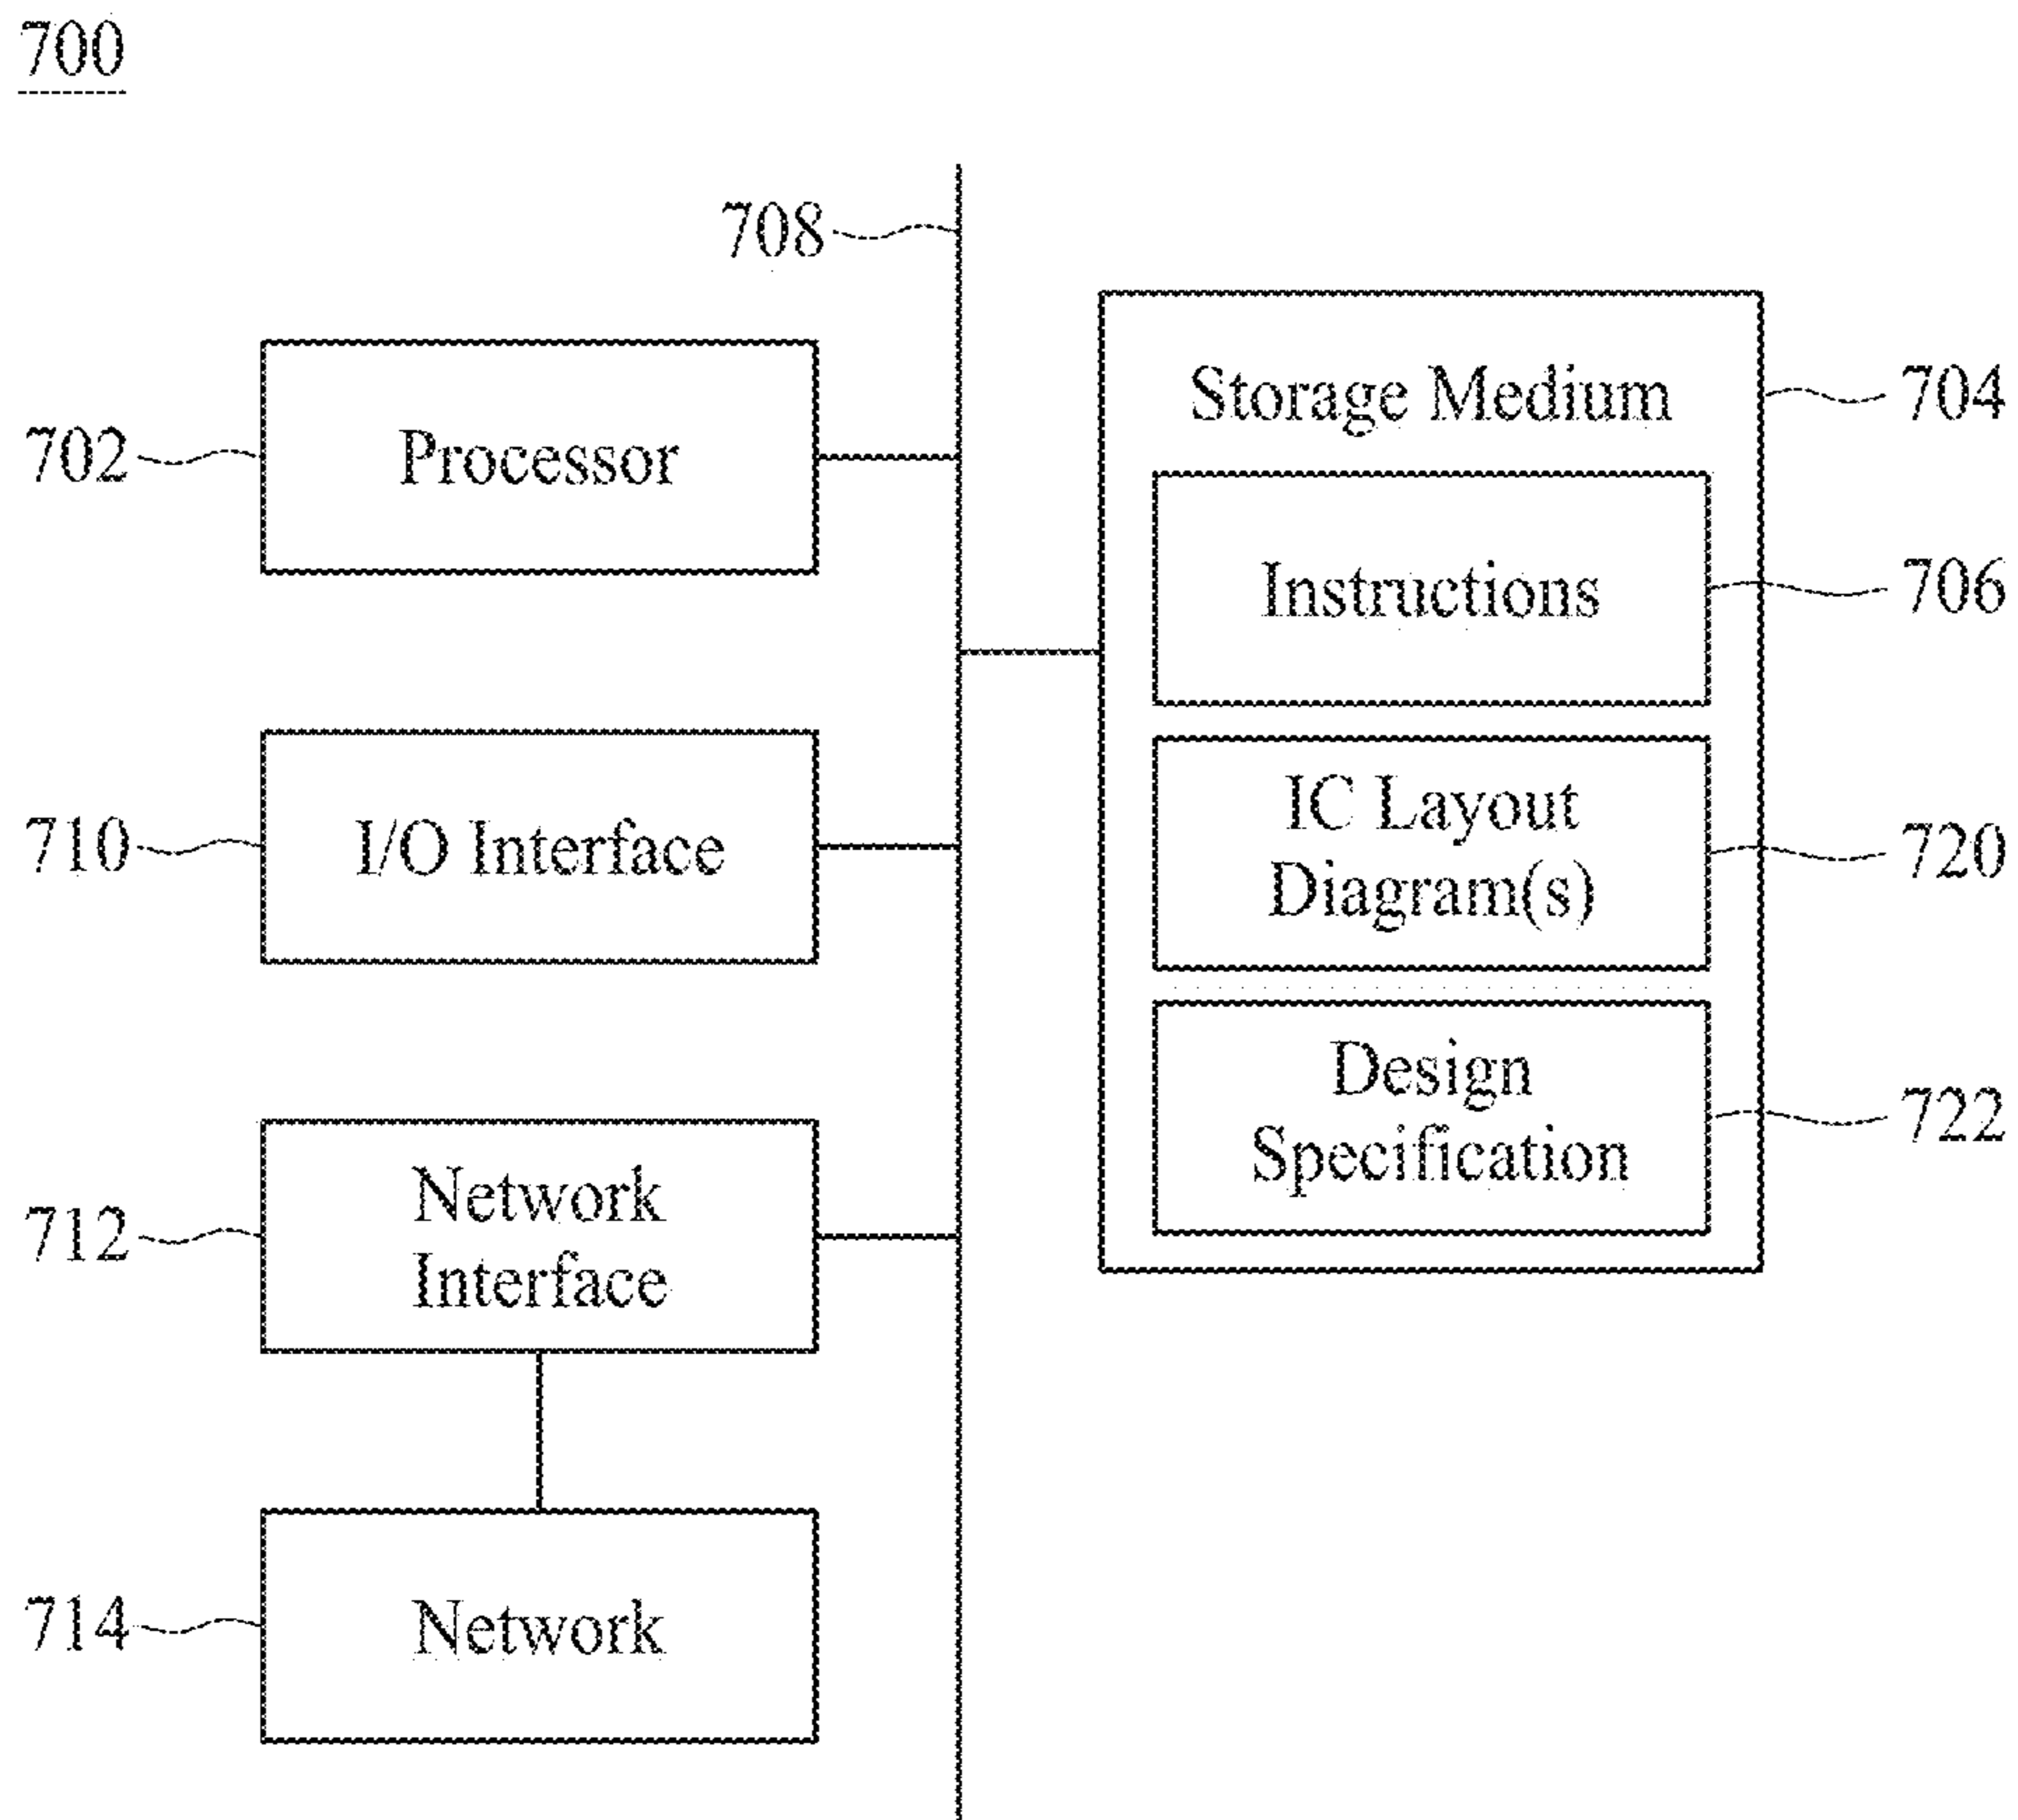 700
708
702
Processor
Storage Medium
704
Instructions
706
710
I/O Interface
IC Layout
Diagram(s)
720
Design
Specification
722
712
Network
Interface
714
Network